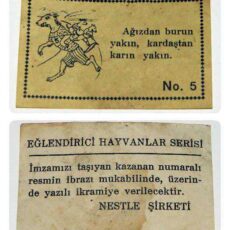 Ağızdan burun
yakın, kardaştan
karın yakın.
No. 5
EĞLENDİRİCİ HAYVANLAR SERİSİ
İmzamızı taşıyan kazanan numaralı
resmin ibrazı mukabilinde, üzerin-
de yazılı ikramiye verilecektir.
NESTLE ŞİRKETİ